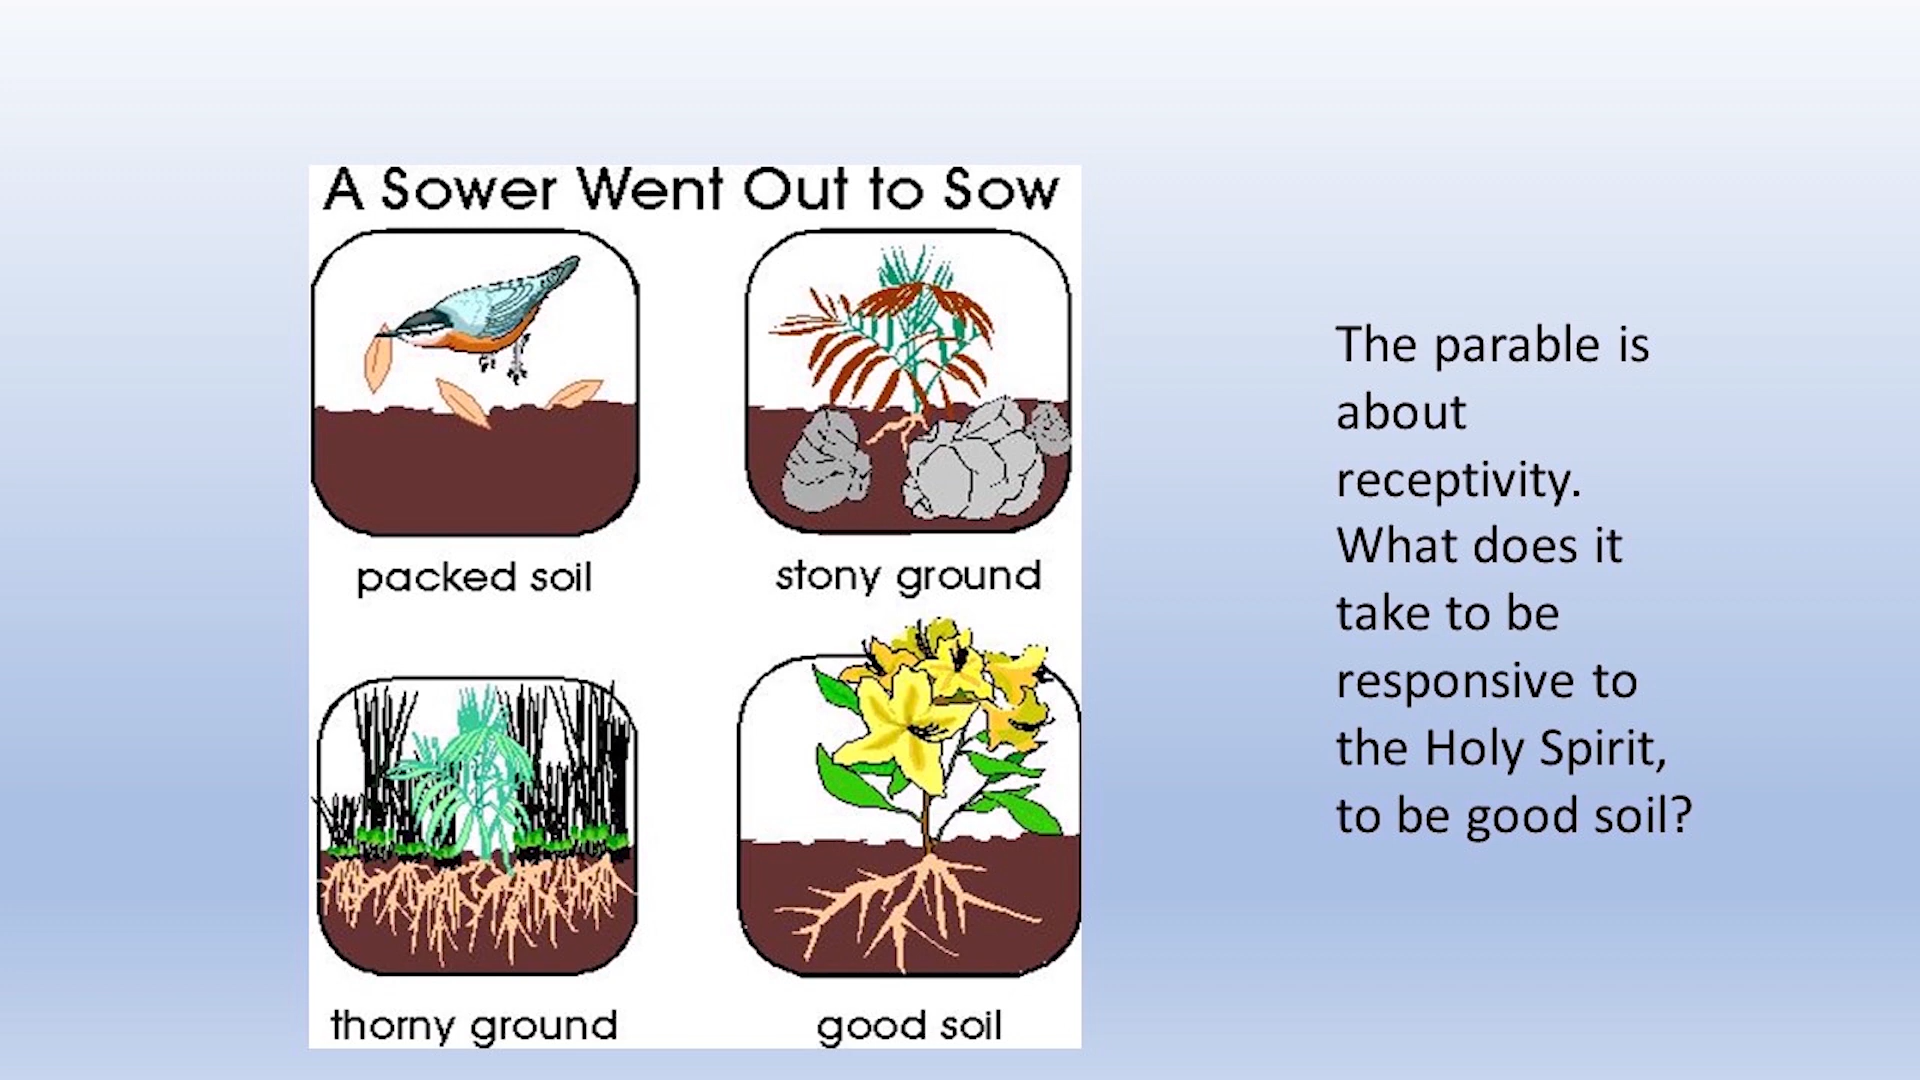 A Sower Went Out to Sow
packed soil
stony ground
thorny ground
good soil
The parable is
about
receptivity.
What does it
take to be
responsive to
the Holy Spirit,
to be good soil?